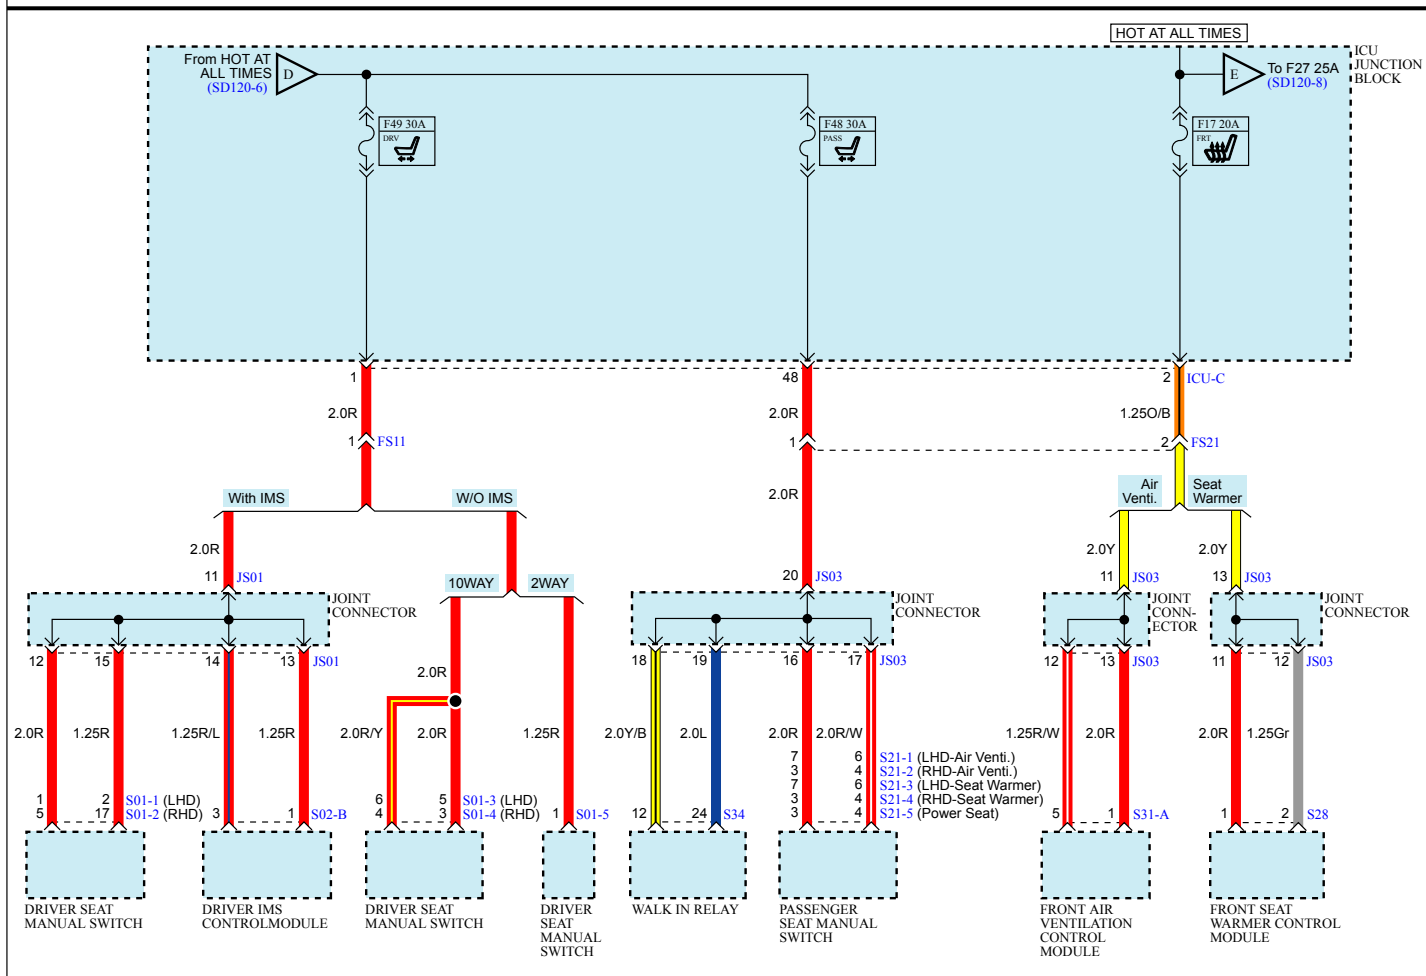 HOT AT ALL TIMES
From HOT AT
ALL TIMES
(SD120-6)
D
E
To F27 25A
(SD120-8)
ICU
JUNCTION
BLOCK
F49 30A
DRV
F48 30A
PASS
F17 20A
FRT
1
48
2
ICU-C
2.0R
2.0R
1.25O/B
1
FS11
1
2
FS21
With IMS
W/O IMS
2.0R
Air
Venti.
Seat
Warmer
2.0R
2.0Y
2.0Y
11
JS01
10WAY
2WAY
20
JS03
11
JS03
13
JS03
JOINT
CONNECTOR
JOINT
CONNECTOR
JOINT
CONN-
ECTOR
JOINT
CONNECTOR
12
15
14
13
JS01
18
19
16
17
JS03
12
13
JS03
11
12
JS03
2.0R
2.0R
1.25R
1.25R/L
1.25R
2.0R/Y
2.0R
1.25R
2.0Y/B
2.0L
2.0R
2.0R/W
1.25R/W
2.0R
2.0R
1.25Gr
7
6
S21-1 (LHD-Air Venti.)
3
4
S21-2 (RHD-Air Venti.)
7
6
S21-3 (LHD-Seat Warmer)
3
4
S21-4 (RHD-Seat Warmer)
3
4
S21-5 (Power Seat)
1
2
S01-1 (LHD)
5
17
S01-2 (RHD)
3
1
S02-B
6
5
S01-3 (LHD)
4
3
S01-4 (RHD)
1
S01-5
12
24
S34
5
1
S31-A
1
2
S28
DRIVER SEAT
MANUAL SWITCH
DRIVER IMS
CONTROLMODULE
DRIVER SEAT
MANUAL SWITCH
DRIVER
SEAT
MANUAL
SWITCH
WALK IN RELAY
PASSENGER
SEAT MANUAL
SWITCH
FRONT AIR
VENTILATION
CONTROL
MODULE
FRONT SEAT
WARMER CONTROL
MODULE